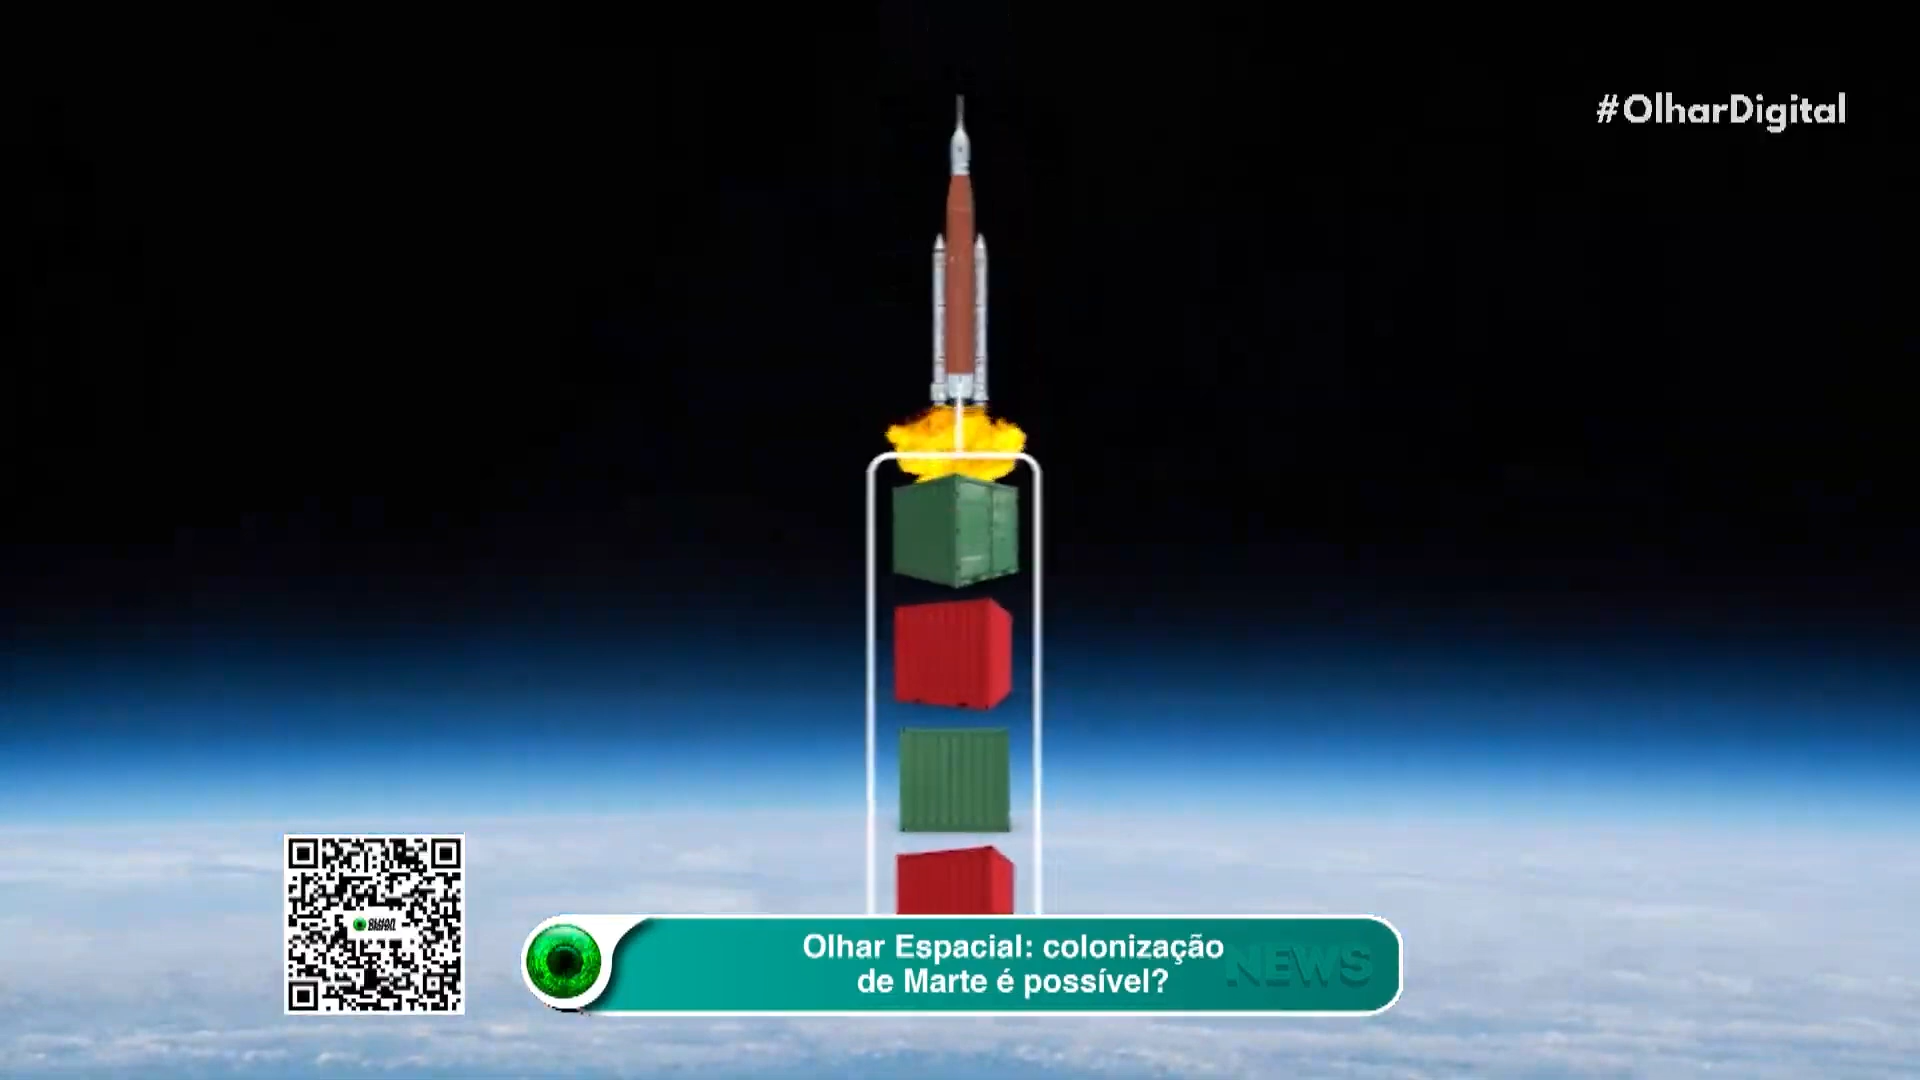 #OlharDigital
Olhar Espacial: colonização
de Marte é possível?
NEWS